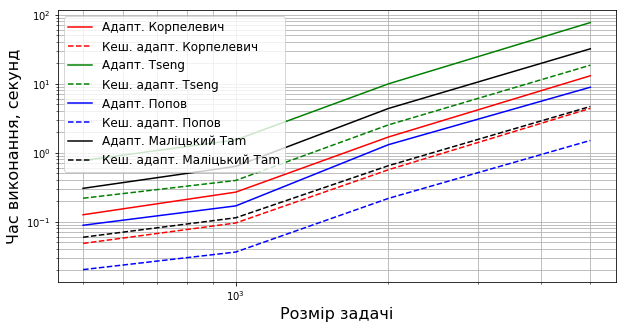 Час виконання, секунд
10²
10¹
10⁰
10⁻¹
Адапт. Корпелевич
Кеш. адапт. Корпелевич
Адапт. Tseng
Кеш. адапт. Tseng
Адапт. Попов
Кеш. адапт. Попов
Адапт. Маліцький Tam
Кеш. адапт. Маліцький Tam
10³
Розмір задачі